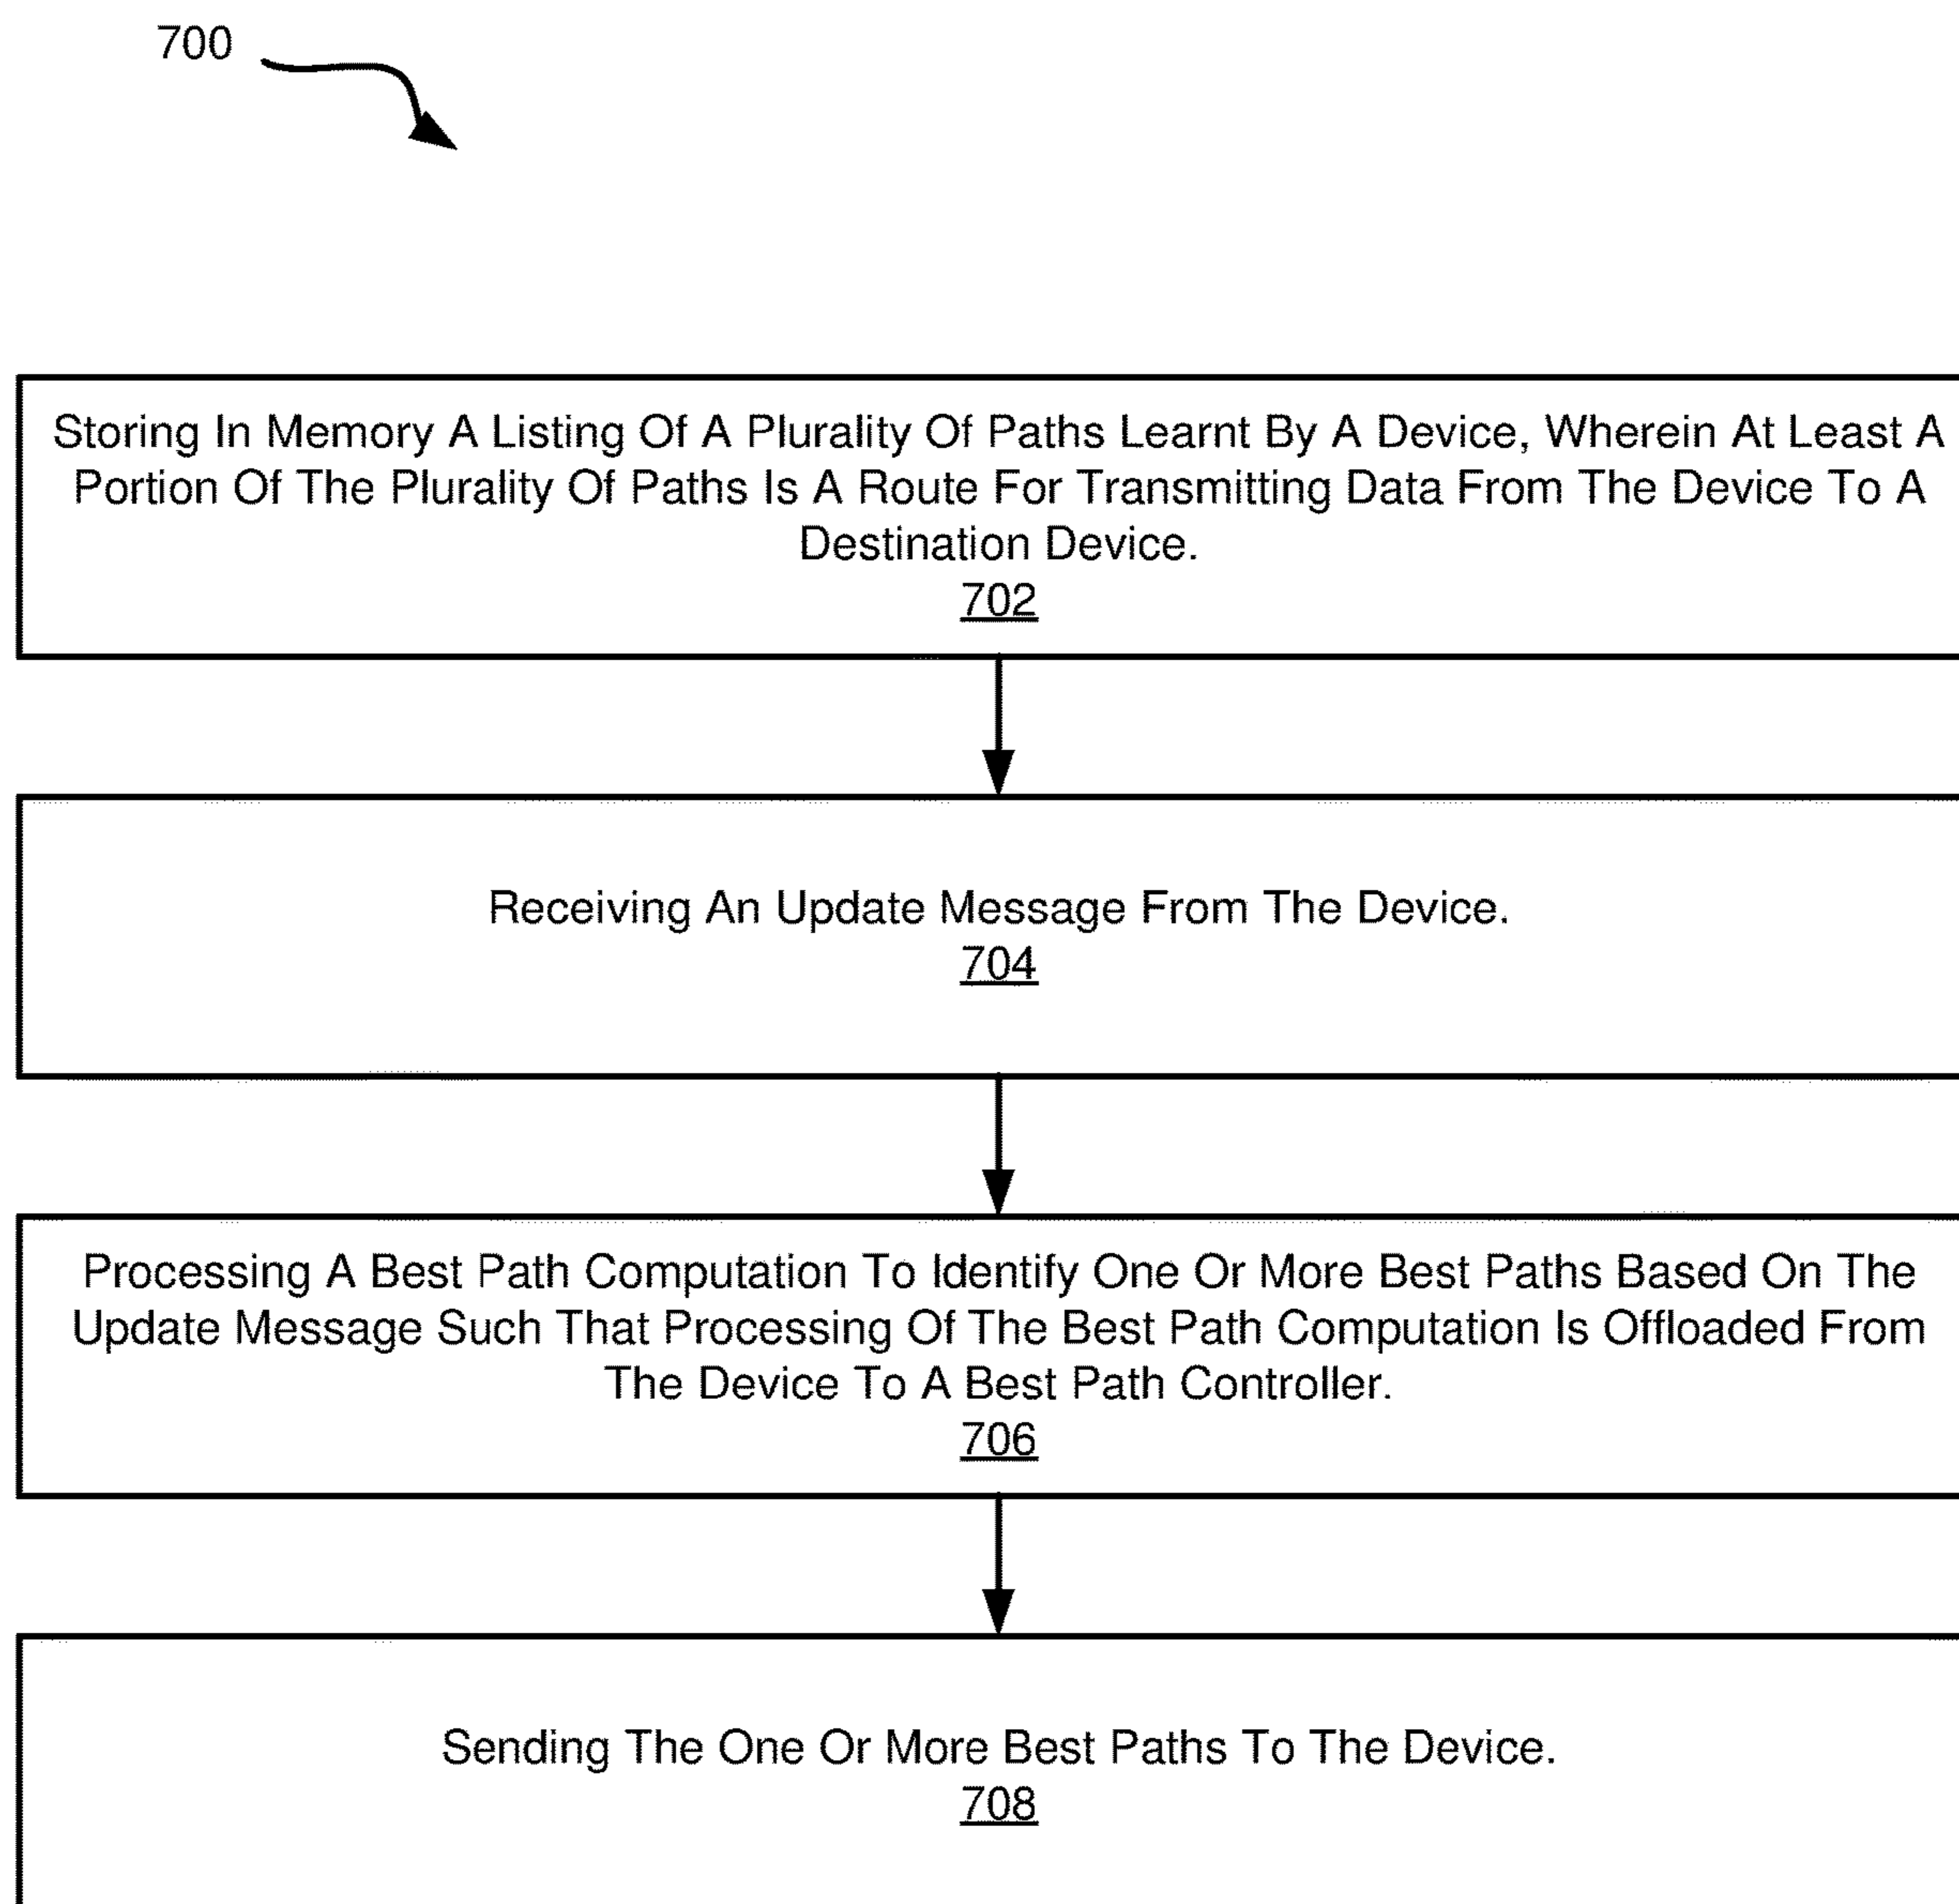 700
Storing In Memory A Listing Of A Plurality Of Paths Learnt By A Device, Wherein At Least A
Portion Of The Plurality Of Paths Is A Route For Transmitting Data From The Device To A
Destination Device.
702
Receiving An Update Message From The Device.
704
Processing A Best Path Computation To Identify One Or More Best Paths Based On The
Update Message Such That Processing Of The Best Path Computation Is Offloaded From
The Device To A Best Path Controller.
706
Sending The One Or More Best Paths To The Device.
708